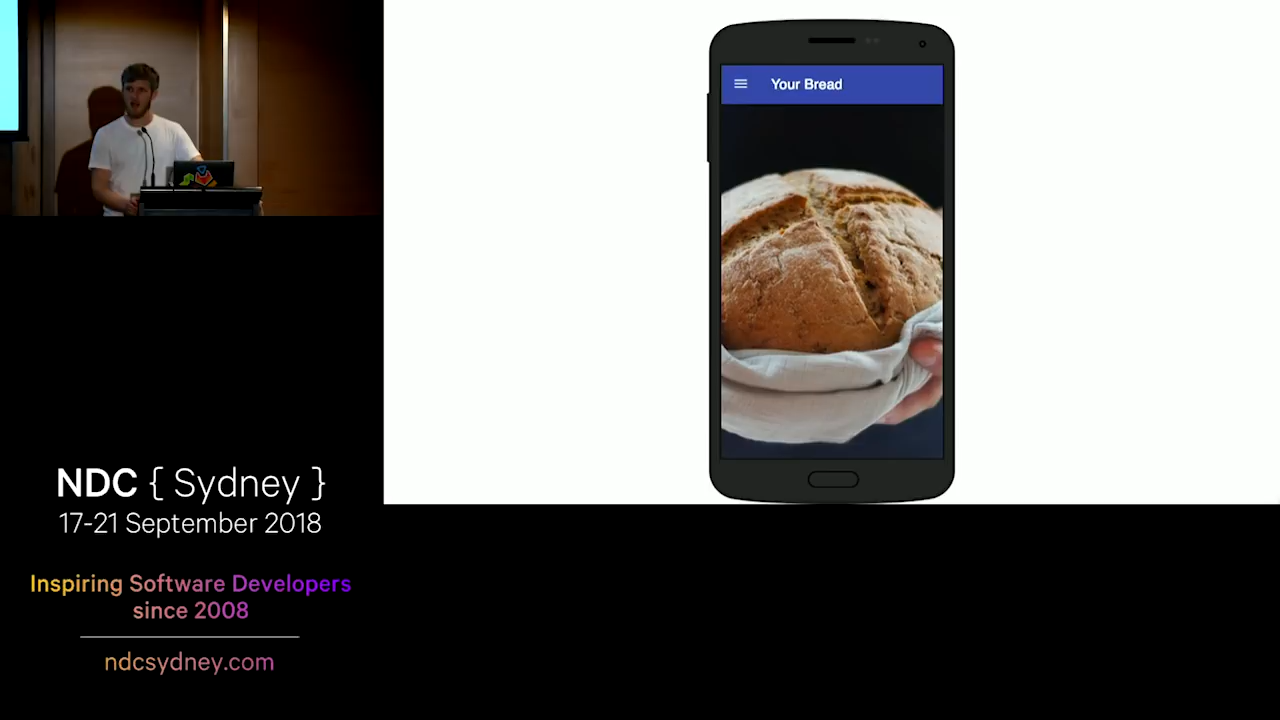 Your Bread
NDC { Sydney }
17-21 September 2018
Inspiring Software Developers
since 2008
ndcsydney.com